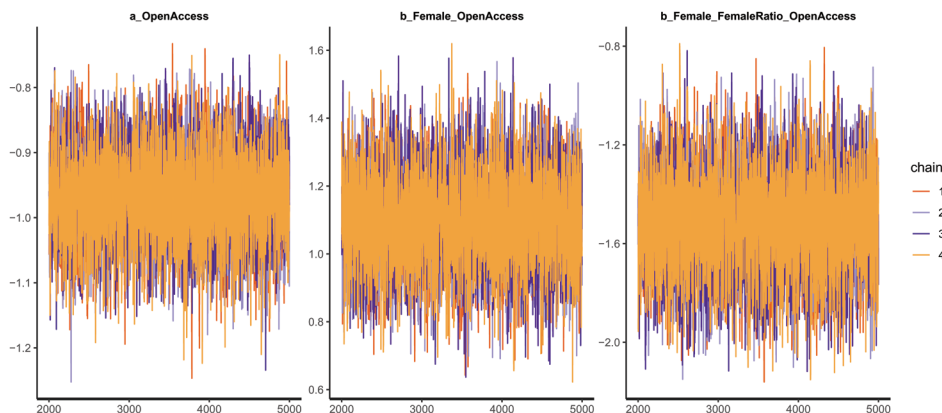 a_OpenAccess
b_Female_OpenAccess
b_Female_FemaleRatio_OpenAccess
−0.8
−0.9
−1.0
−1.1
−1.2
2000 3000 4000 5000
1.6
1.4
1.2
1.0
0.8
0.6
2000 3000 4000 5000
−0.8
−1.2
−1.6
−2.0
2000 3000 4000 5000
chain
1
2
3
4